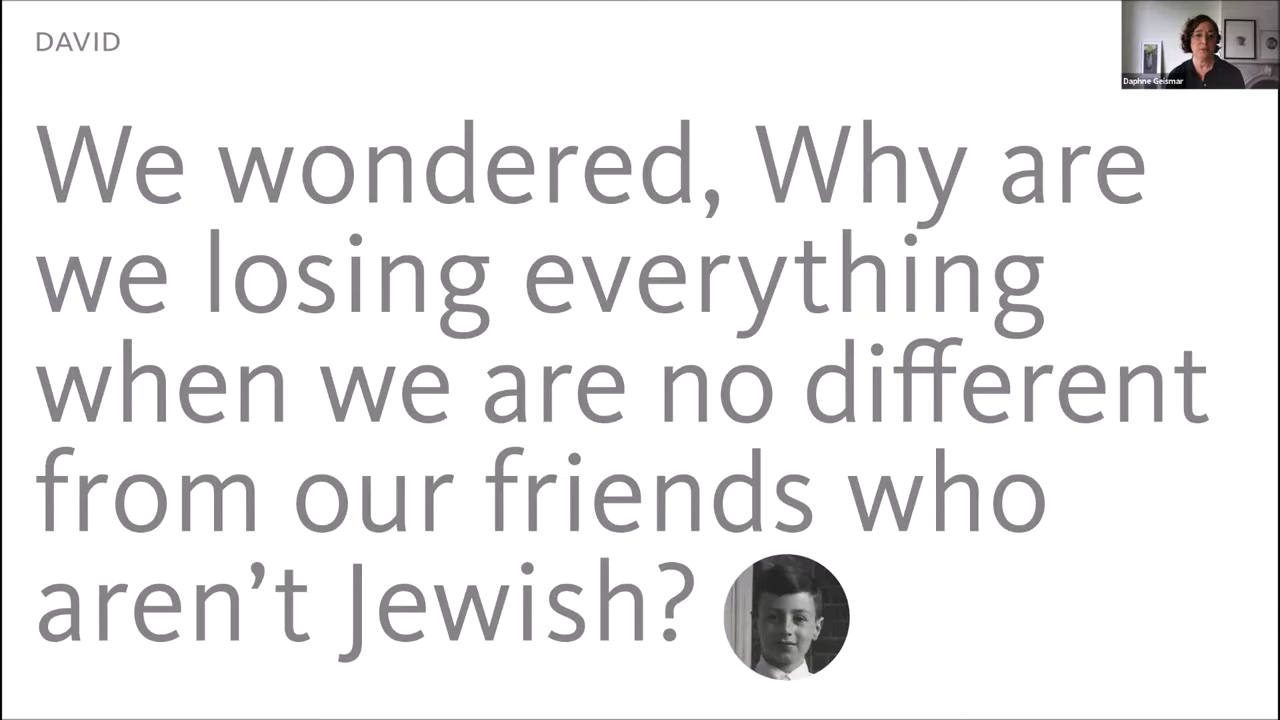 DAVID
Daphne Geismar
We wondered, Why are
we losing everything
when we are no different
from our friends who
aren’t Jewish?